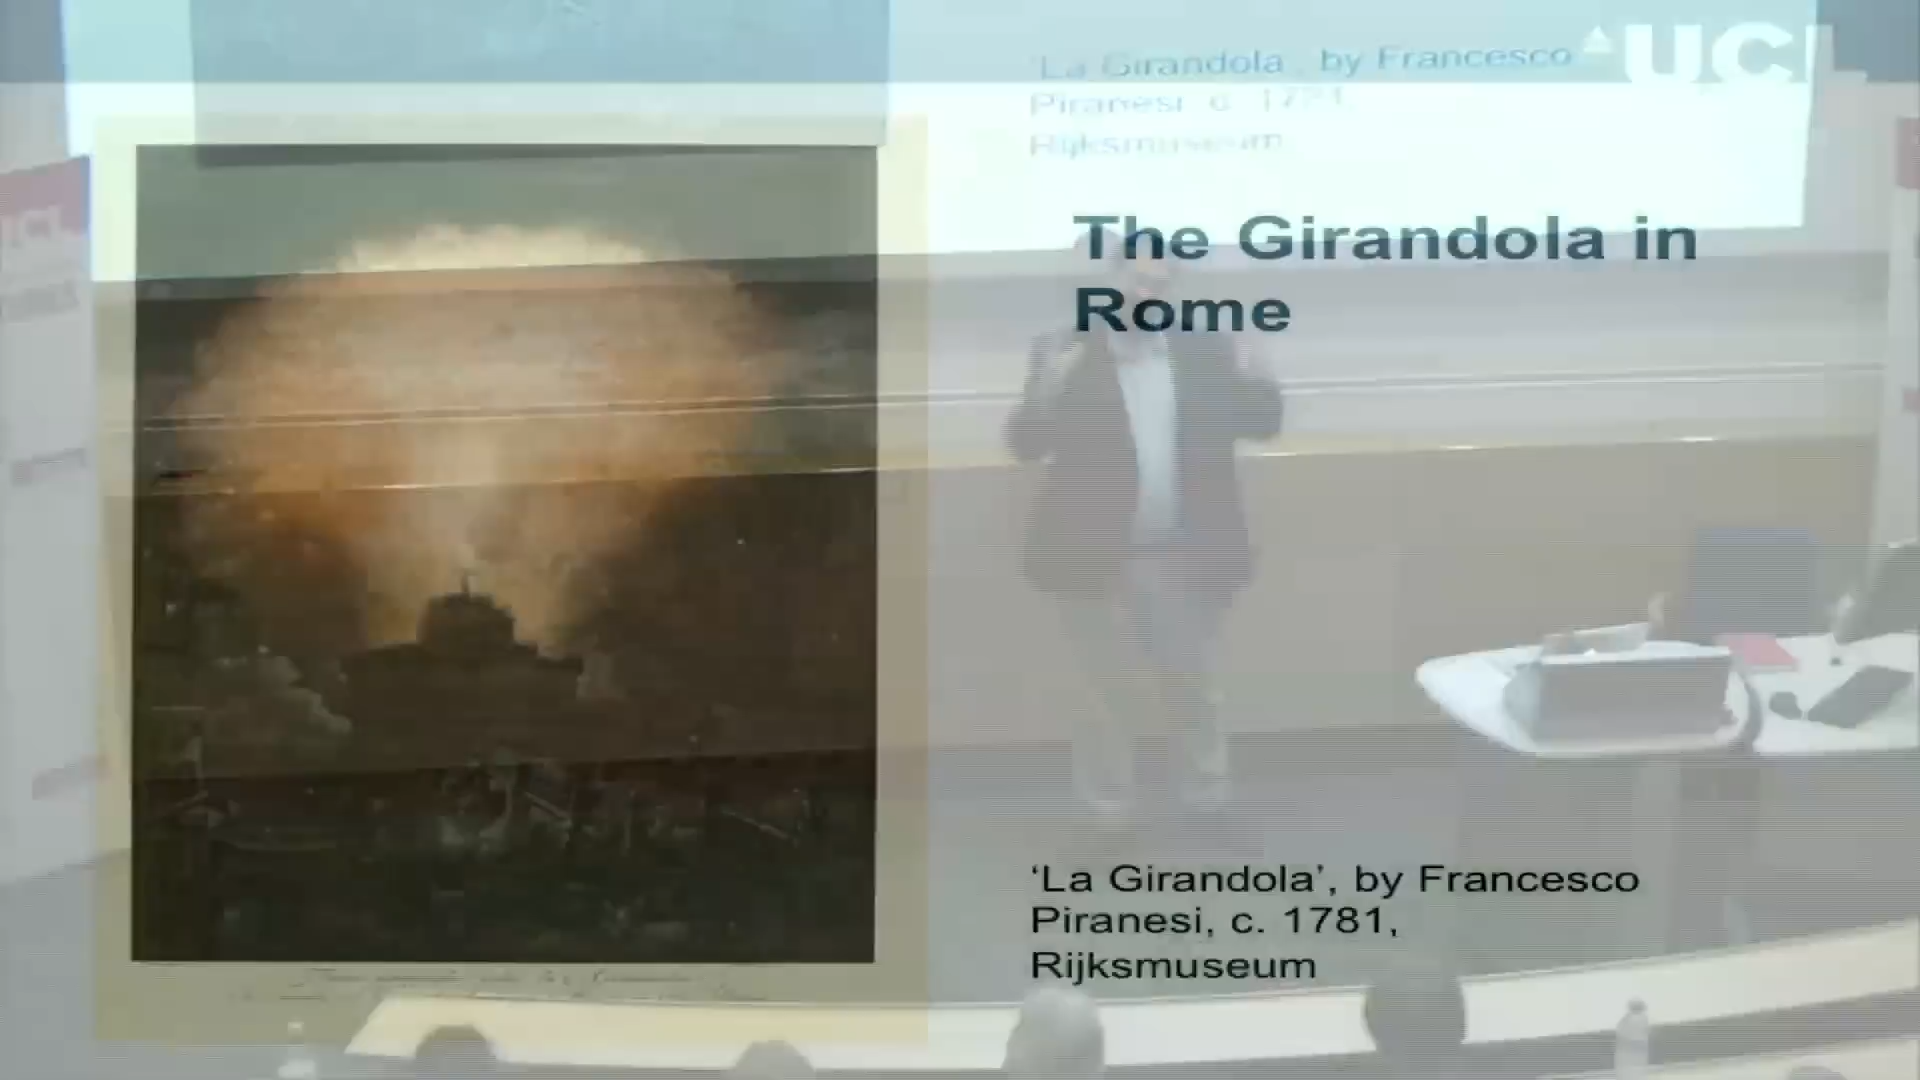 UCL
'La Girandola', by Francesco
Piranesi, c. 1781,
Rijksmuseum
UCL
The Girandola in
Rome
‘La Girandola’, by Francesco
Piranesi, c. 1781,
Rijksmuseum